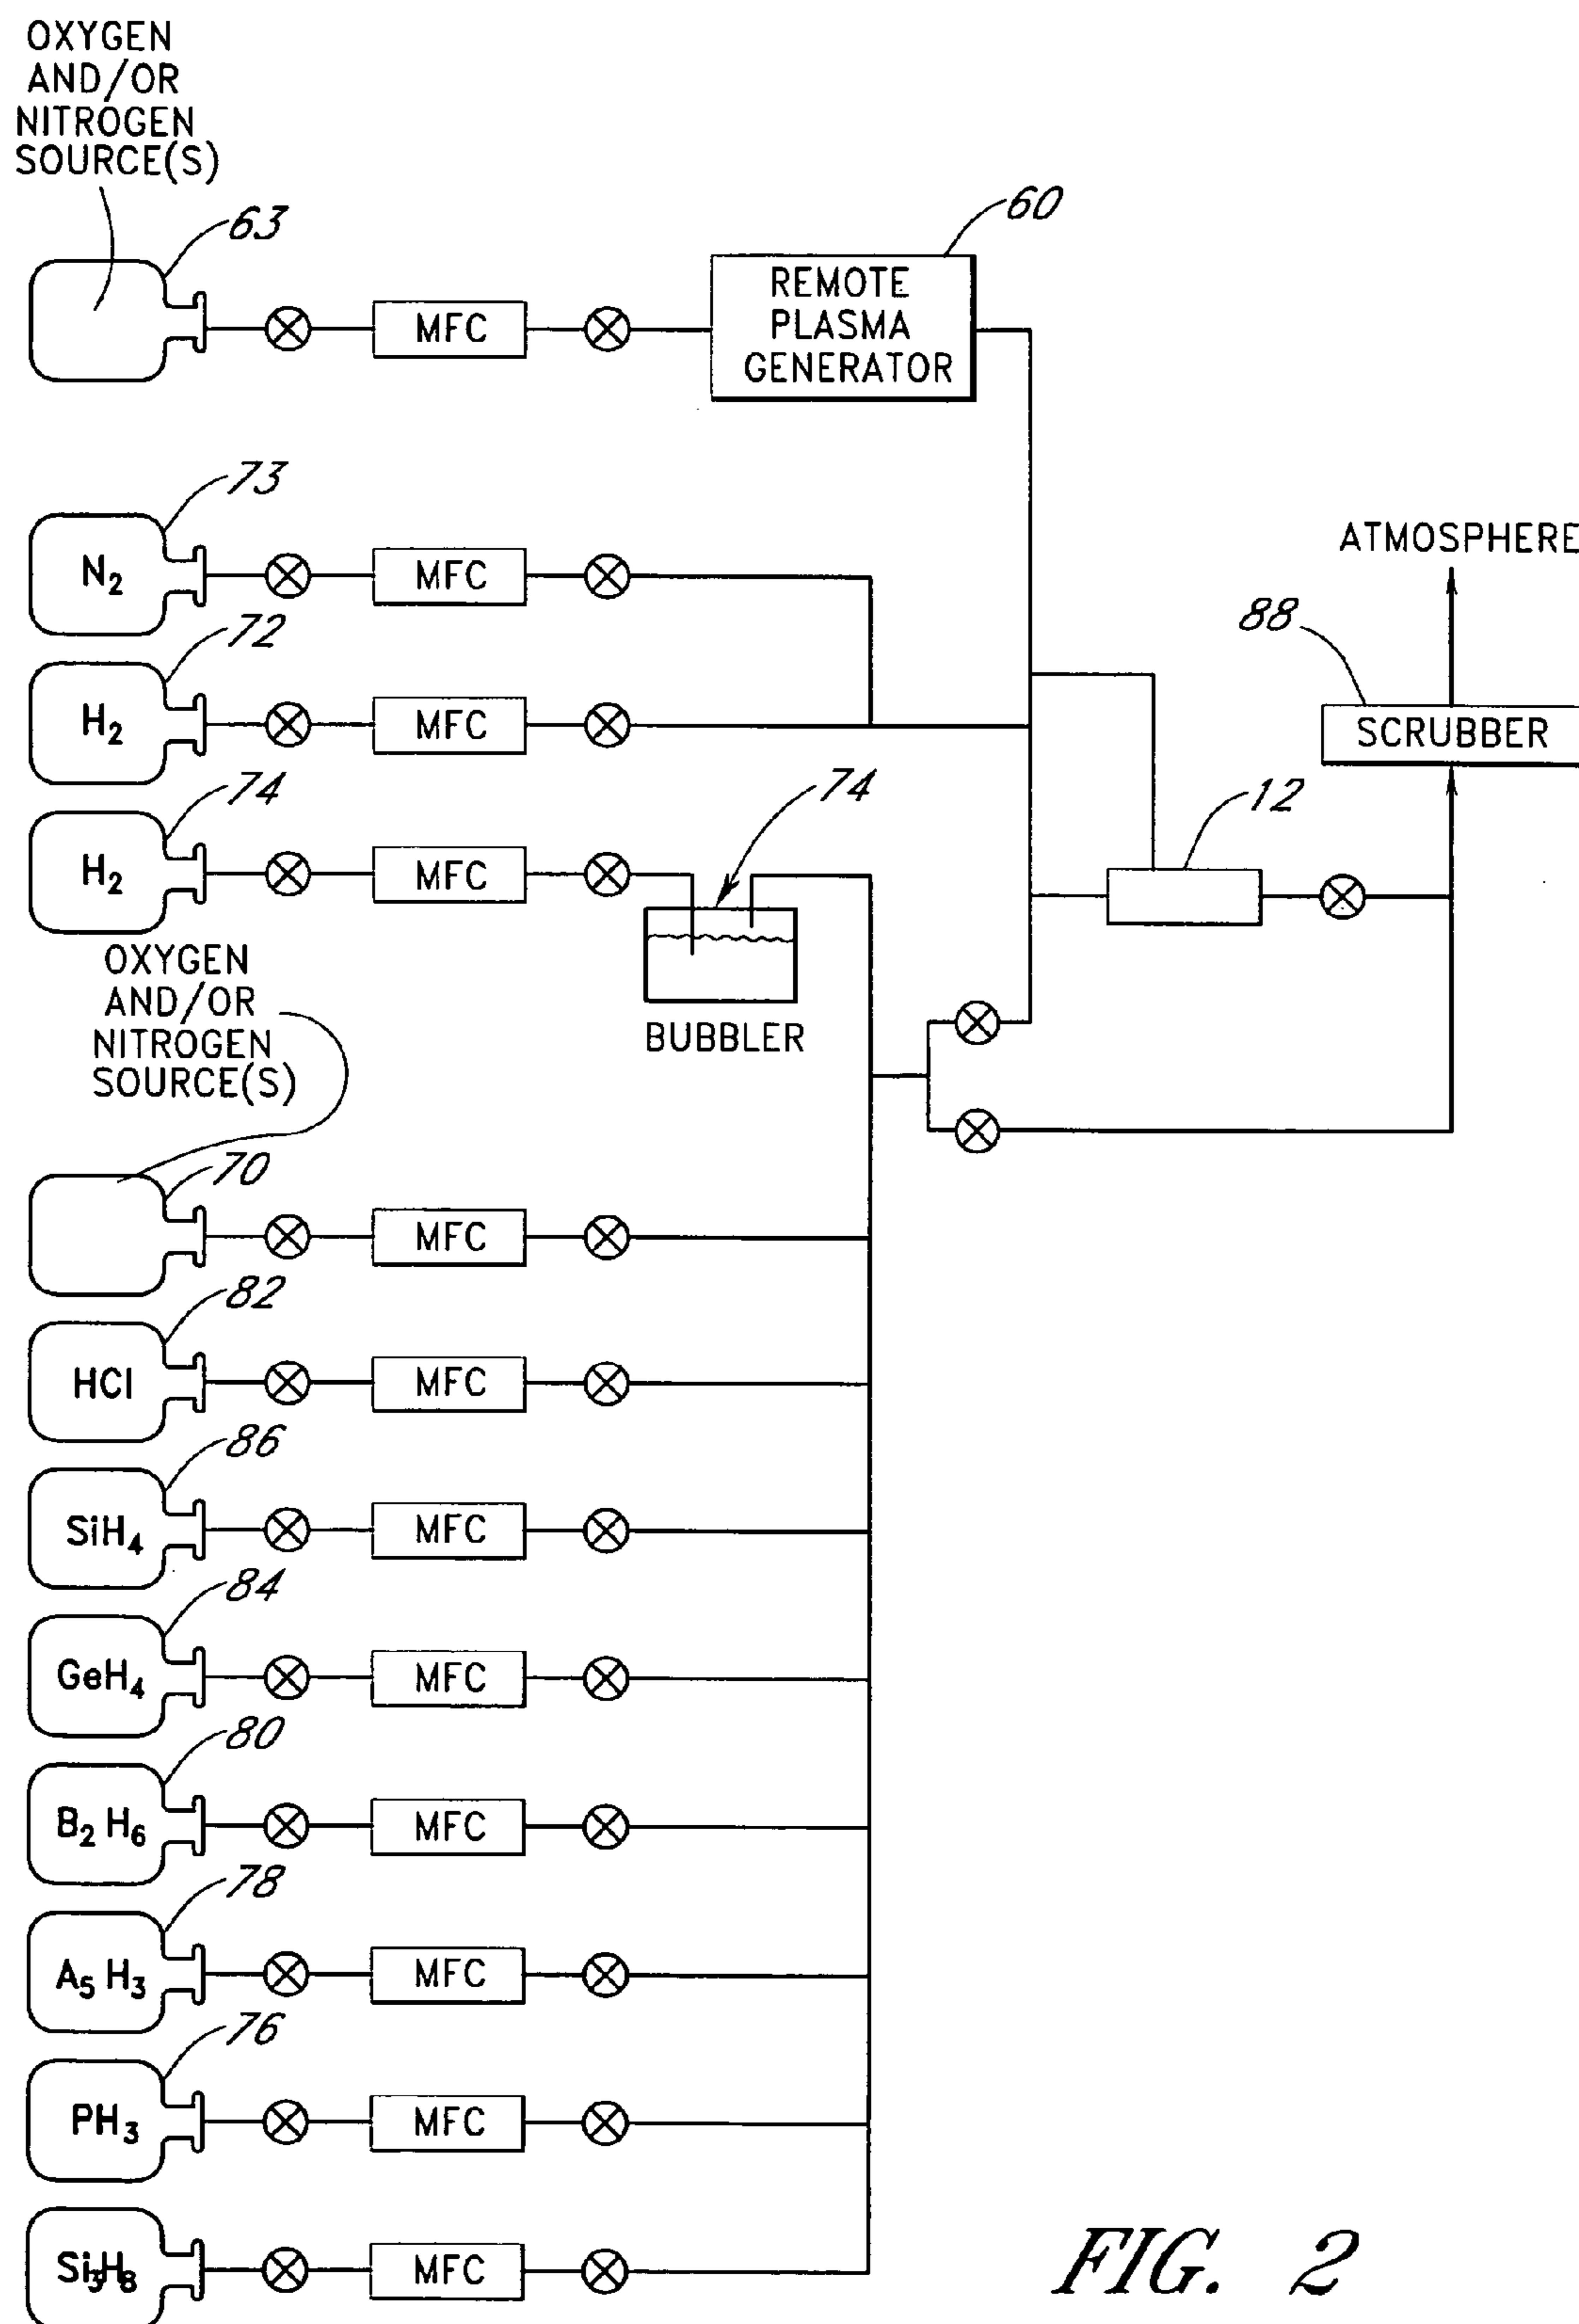 OXYGEN
AND/OR
NITROGEN
SOURCE(S)
63
60
MFC
REMOTE
PLASMA
GENERATOR
73
N2
MFC
ATMOSPHERE
72
88
H2
MFC
SCRUBBER
74
74
12
H2
MFC
BUBBLER
OXYGEN
AND/OR
NITROGEN
SOURCE(S)
70
MFC
82
HCl
MFC
86
SiH4
MFC
84
GeH4
MFC
80
B2 H6
MFC
78
A5 H3
MFC
76
PH3
MFC
Si3H8
MFC
FIG. 2